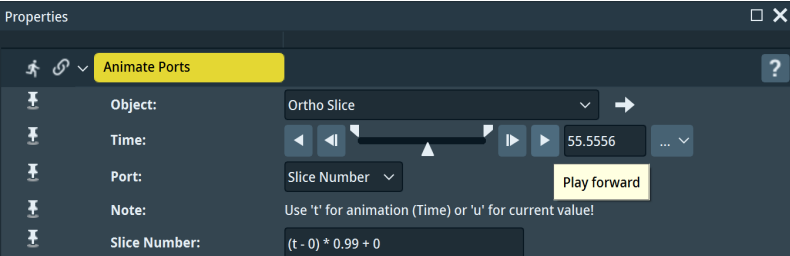 Properties
Animate Ports
?
Object: Ortho Slice
Time: 55.5556 ...
Port: Slice Number
Play forward
Note: Use 't' for animation (Time) or 'u' for current value!
Slice Number: (t - 0) * 0.99 + 0